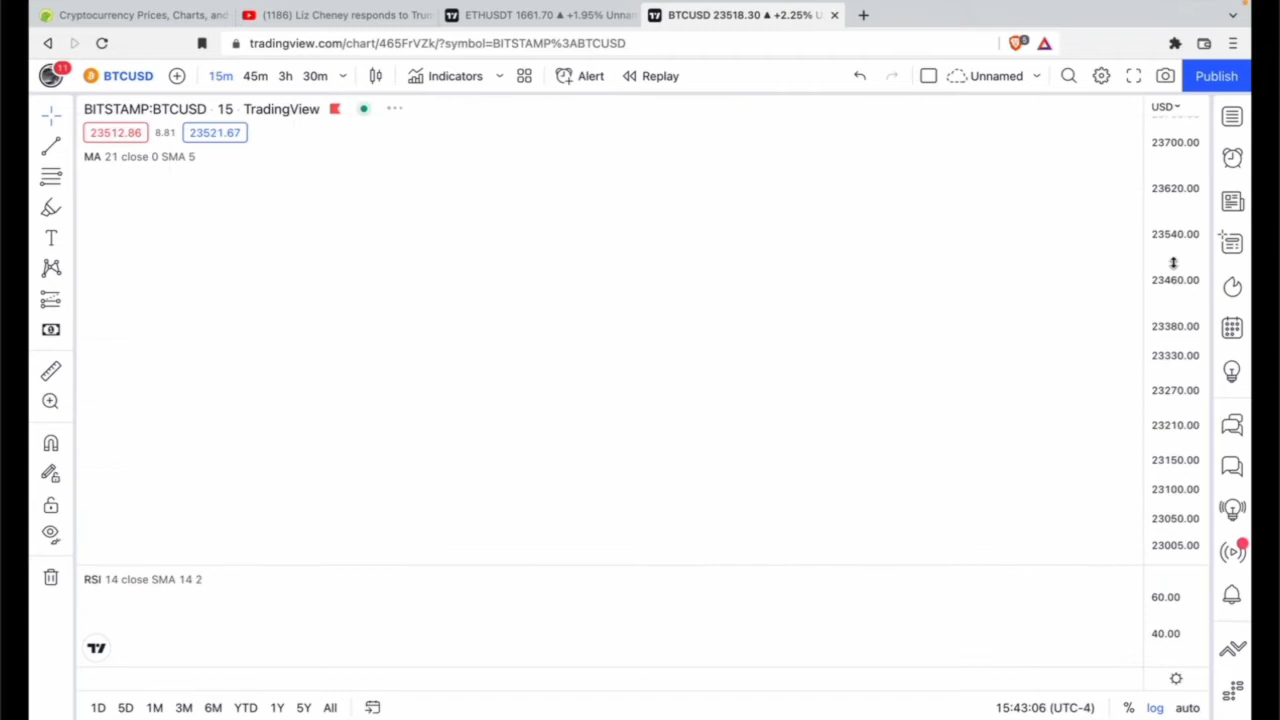 Cryptocurrency Prices, Charts, and
(1186) Liz Cheney responds to Truc
ETHUSDT 1661.70 ▲ +1.95% Unnan
BTCUSD 23518.30 ▲ +2.25% U
tradingview.com/chart/465FrVZk/?symbol=BITSTAMP%3ABTCUSD
5
11
BTCUSD
15m
45m
3h
30m
Indicators
Alert
Replay
Unnamed
Publish
BITSTAMP:BTCUSD · 15 · TradingView
USD
23512.86
8.81
23521.67
MA 21 close 0 SMA 5
23700.00
23620.00
23540.00
23460.00
23380.00
23330.00
23270.00
23210.00
23150.00
23100.00
23050.00
23005.00
RSI 14 close SMA 14 2
60.00
40.00
1D
5D
1M
3M
6M
YTD
1Y
5Y
All
15:43:06 (UTC-4)
%
log
auto